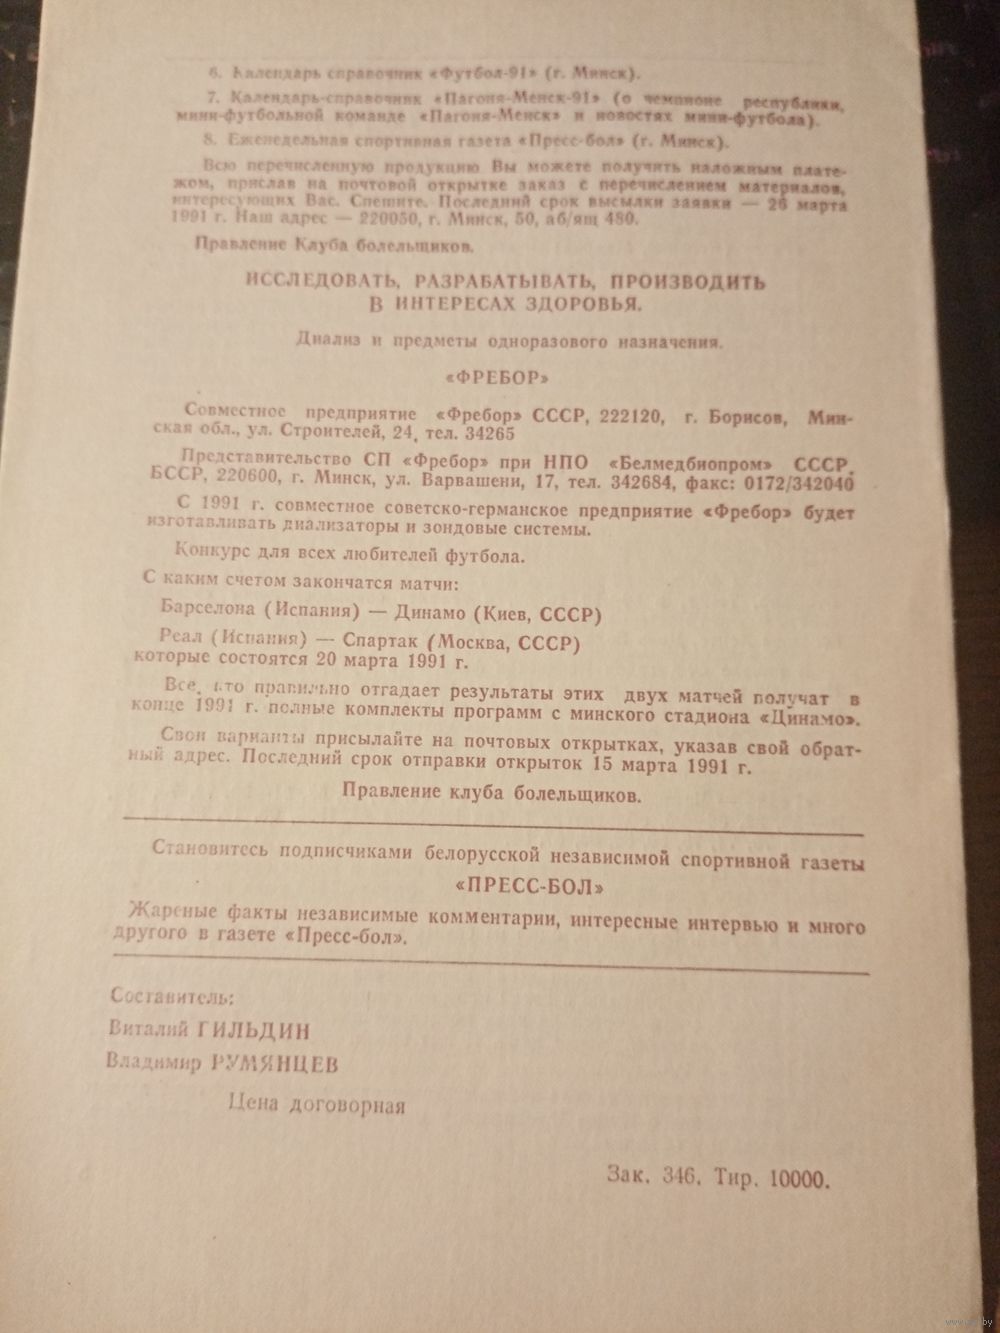 6. Календарь справочник «Футбол-91» (г. Минск).
7. Календарь-справочник «Пагоня-Менск-91» (о чемпионе республики,
мини-футбольной команде «Пагоня-Менск» и новостях мини-футбола).
8. Еженедельная спортивная газета «Пресс-бол» (г. Минск).
Всю перечисленную продукцию Вы можете получить наложным плате-
жом, прислав на почтовой открытке заказ с перечислением материалов,
интересующих Вас. Спешите. Последний срок высылки заявки — 26 марта
1991 г. Наш адрес — 220050, г. Минск, 50, аб/ящ 480.
Правление Клуба болельщиков.
ИССЛЕДОВАТЬ, РАЗРАБАТЫВАТЬ, ПРОИЗВОДИТЬ
В ИНТЕРЕСАХ ЗДОРОВЬЯ.
Диализ и предметы одноразового назначения.
«ФРЕБОР»
Совместное предприятие «Фребор» СССР, 222120, г. Борисов, Мин-
ская обл., ул. Строителей, 24, тел. 34265
Представительство СП «Фребор» при НПО «Белмедбиопром» СССР,
БССР, 220600, г. Минск, ул. Варвашени, 17, тел. 342684, факс: 0172/342040
С 1991 г. совместное советско-германское предприятие «Фребор» будет
изготавливать диализаторы и зондовые системы.
Конкурс для всех любителей футбола.
С каким счетом закончатся матчи:
Барселона (Испания) — Динамо (Киев, СССР)
Реал (Испания) — Спартак (Москва, СССР)
которые состоятся 20 марта 1991 г.
Все, кто правильно отгадает результаты этих двух матчей получат в
конце 1991 г. полные комплекты программ с минского стадиона «Динамо».
Свои варианты присылайте на почтовых открытках, указав свой обрат-
ный адрес. Последний срок отправки открыток 15 марта 1991 г.
Правление клуба болельщиков.
Становитесь подписчиками белорусской независимой спортивной газеты
«ПРЕСС-БОЛ»
Жареные факты независимые комментарии, интересные интервью и много
другого в газете «Пресс-бол».
Составитель:
Виталий ГИЛЬДИН
Владимир РУМЯНЦЕВ
Цена договорная
Зак. 346. Тир. 10000.